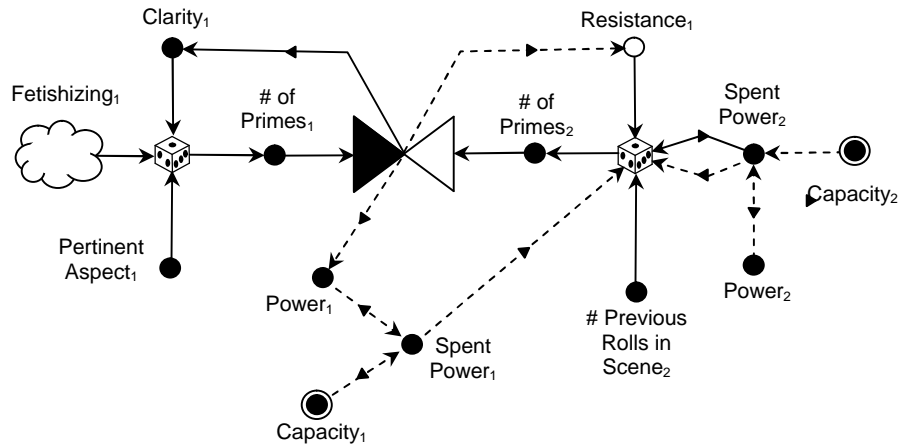 Clarity₁
Resistance₁
Fetishizing₁
# of
Primes₁
# of
Primes₂
Spent
Power₂
Capacity₂
Pertinent
Aspect₁
Power₁
Power₂
# Previous
Rolls in
Scene₂
Spent
Power₁
Capacity₁